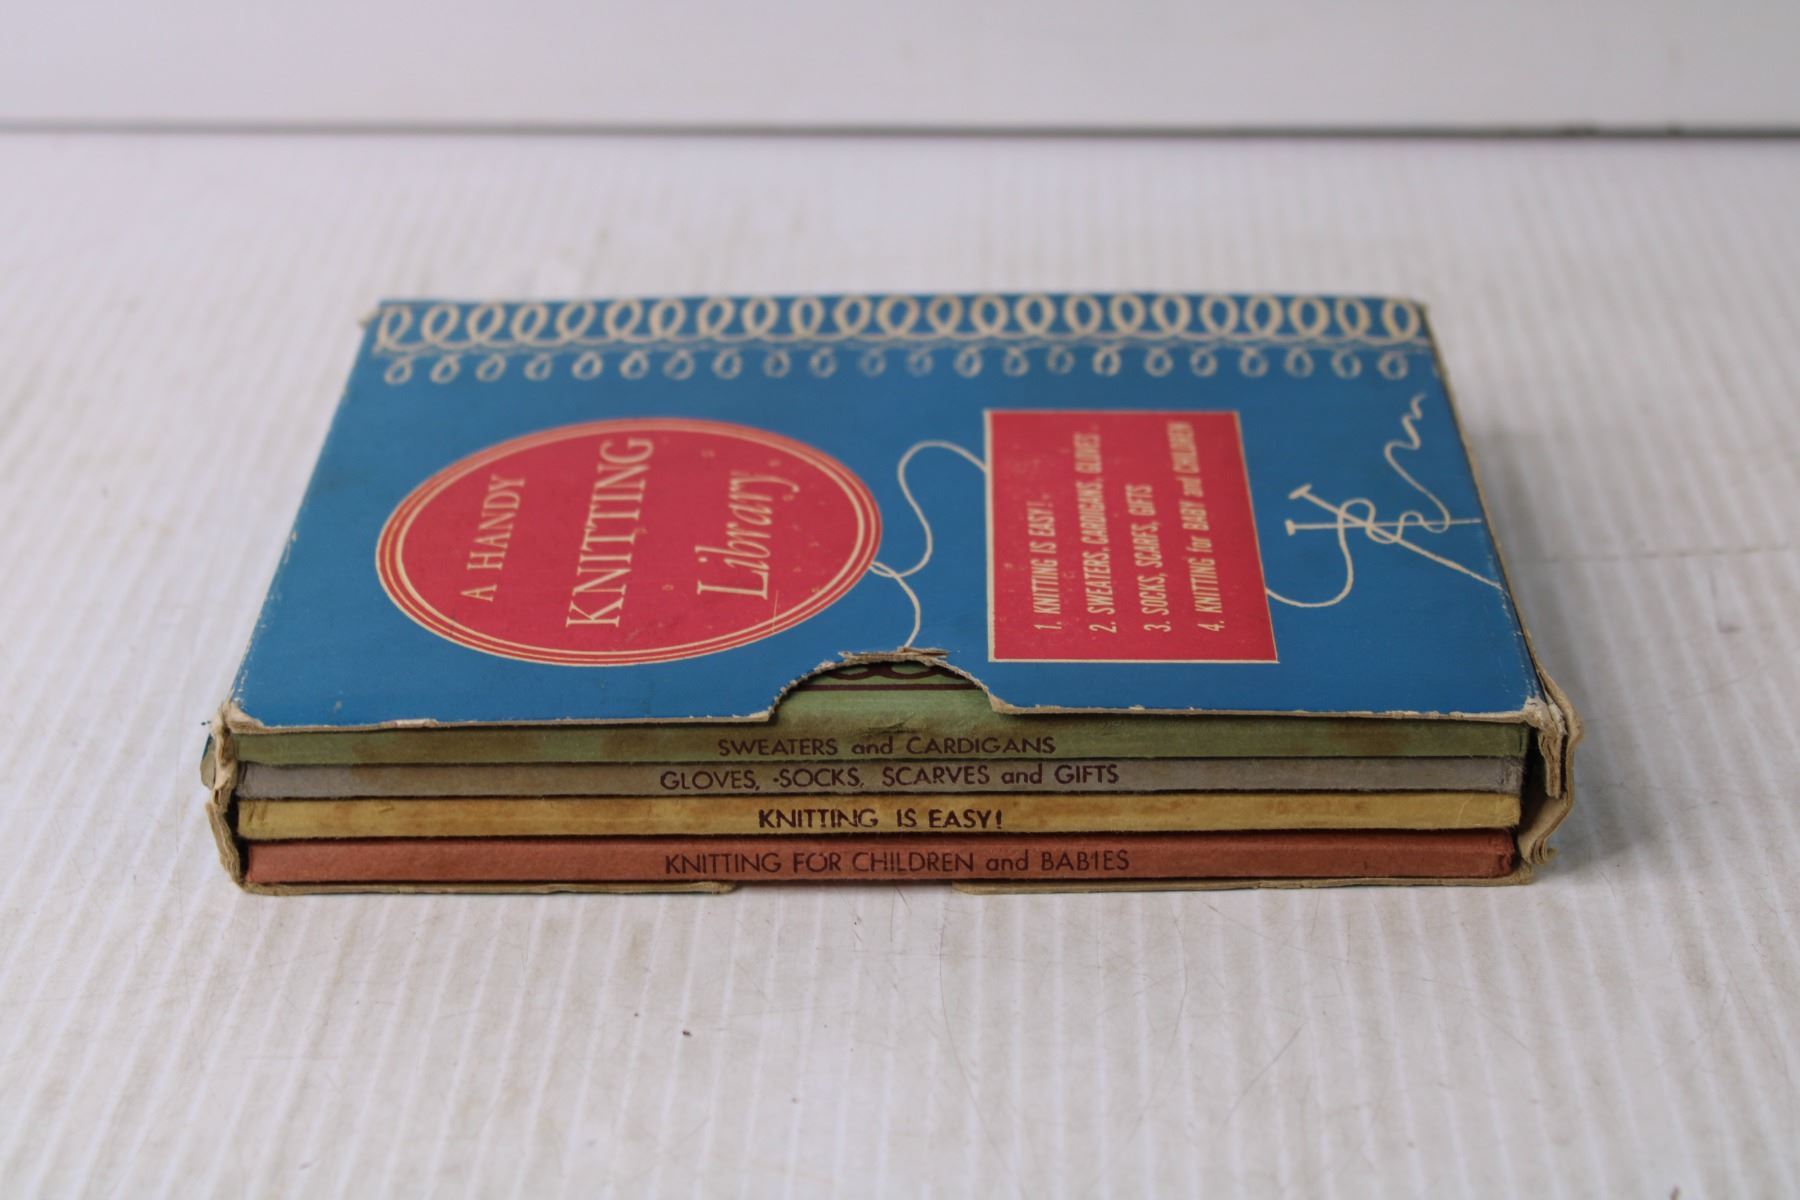 A HANDY
KNITTING
Library
1. KNITTING IS EASY!
2. SWEATERS, CARDIGANS, GLOVES
3. SOCKS, SCARFS, GIFTS
4. KNITTING for BABY and CHILDREN
SWEATERS and CARDIGANS
GLOVES, SOCKS, SCARVES and GIFTS
KNITTING IS EASY!
KNITTING FOR CHILDREN and BABIES